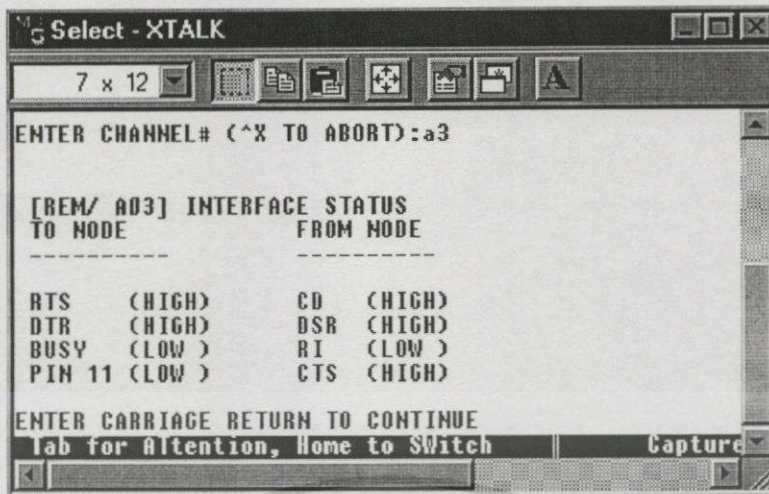 Select - XTALK
7 x 12
A
ENTER CHANNEL# (^X TO ABORT):a3
[REM/ A03] INTERFACE STATUS
TO NODE FROM NODE
---------- ----------
RTS (HIGH) CD (HIGH)
DTR (HIGH) DSR (HIGH)
BUSY (LOW ) RI (LOW )
PIN 11 (LOW ) CTS (HIGH)
ENTER CARRIAGE RETURN TO CONTINUE
Tab for ATtention, Home to SWitch || Capture